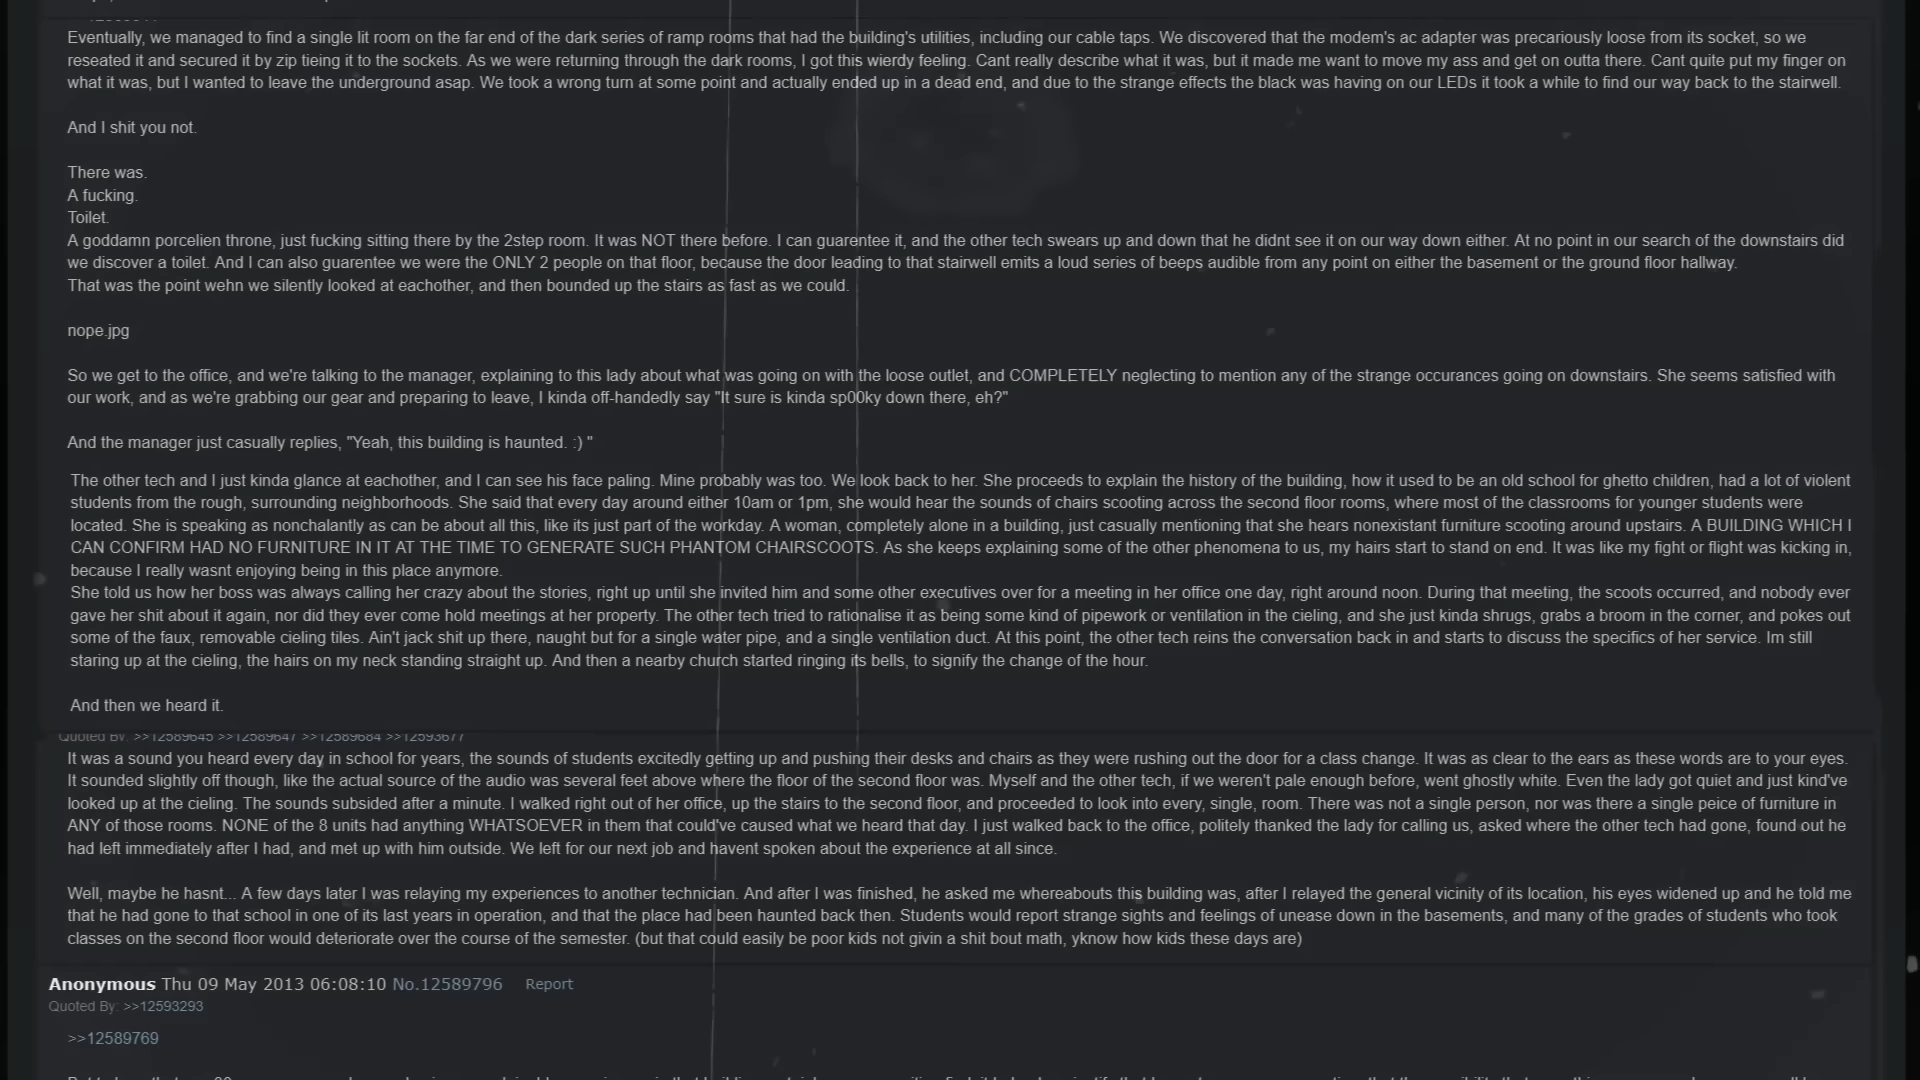 Eventually, we managed to find a single lit room on the far end of the dark series of ramp rooms that had the building's utilities, including our cable taps. We discovered that the modem's ac adapter was precariously loose from its socket, so we
reseated it and secured it by zip tieing it to the sockets. As we were returning through the dark rooms, I got this wierdy feeling. Cant really describe what it was, but it made me want to move my ass and get on outta there. Cant quite put my finger on
what it was, but I wanted to leave the underground asap. We took a wrong turn at some point and actually ended up in a dead end, and due to the strange effects the black was having on our LEDs it took a while to find our way back to the stairwell.
And I shit you not.
There was.
A fucking.
Toilet.
A goddamn porcelien throne, just fucking sitting there by the 2step room. It was NOT there before. I can guarentee it, and the other tech swears up and down that he didnt see it on our way down either. At no point in our search of the downstairs did
we discover a toilet. And I can also guarentee we were the ONLY 2 people on that floor, because the door leading to that stairwell emits a loud series of beeps audible from any point on either the basement or the ground floor hallway.
That was the point wehn we silently looked at eachother, and then bounded up the stairs as fast as we could.
nope.jpg
So we get to the office, and we're talking to the manager, explaining to this lady about what was going on with the loose outlet, and COMPLETELY neglecting to mention any of the strange occurances going on downstairs. She seems satisfied with
our work, and as we're grabbing our gear and preparing to leave, I kinda off-handedly say "It sure is kinda sp00ky down there, eh?"
And the manager just casually replies, "Yeah, this building is haunted. :) "
The other tech and I just kinda glance at eachother, and I can see his face paling. Mine probably was too. We look back to her. She proceeds to explain the history of the building, how it used to be an old school for ghetto children, had a lot of violent
students from the rough, surrounding neighborhoods. She said that every day around either 10am or 1pm, she would hear the sounds of chairs scooting across the second floor rooms, where most of the classrooms for younger students were
located. She is speaking as nonchalantly as can be about all this, like its just part of the workday. A woman, completely alone in a building, just casually mentioning that she hears nonexistant furniture scooting around upstairs. A BUILDING WHICH I
CAN CONFIRM HAD NO FURNITURE IN IT AT THE TIME TO GENERATE SUCH PHANTOM CHAIRSCOOTS. As she keeps explaining some of the other phenomena to us, my hairs start to stand on end. It was like my fight or flight was kicking in,
because I really wasnt enjoying being in this place anymore.
She told us how her boss was always calling her crazy about the stories, right up until she invited him and some other executives over for a meeting in her office one day, right around noon. During that meeting, the scoots occurred, and nobody ever
gave her shit about it again, nor did they ever come hold meetings at her property. The other tech tried to rationalise it as being some kind of pipework or ventilation in the cieling, and she just kinda shrugs, grabs a broom in the corner, and pokes out
some of the faux, removable cieling tiles. Ain't jack shit up there, naught but for a single water pipe, and a single ventilation duct. At this point, the other tech reins the conversation back in and starts to discuss the specifics of her service. Im still
staring up at the cieling, the hairs on my neck standing straight up. And then a nearby church started ringing its bells, to signify the change of the hour.
And then we heard it.
Quoted By: >>12589645 >>12589647 >>12589684 >>12593677
It was a sound you heard every day in school for years, the sounds of students excitedly getting up and pushing their desks and chairs as they were rushing out the door for a class change. It was as clear to the ears as these words are to your eyes.
It sounded slightly off though, like the actual source of the audio was several feet above where the floor of the second floor was. Myself and the other tech, if we weren't pale enough before, went ghostly white. Even the lady got quiet and just kind've
looked up at the cieling. The sounds subsided after a minute. I walked right out of her office, up the stairs to the second floor, and proceeded to look into every, single, room. There was not a single person, nor was there a single peice of furniture in
ANY of those rooms. NONE of the 8 units had anything WHATSOEVER in them that could've caused what we heard that day. I just walked back to the office, politely thanked the lady for calling us, asked where the other tech had gone, found out he
had left immediately after I had, and met up with him outside. We left for our next job and havent spoken about the experience at all since.
Well, maybe he hasnt... A few days later I was relaying my experiences to another technician. And after I was finished, he asked me whereabouts this building was, after I relayed the general vicinity of its location, his eyes widened up and he told me
that he had gone to that school in one of its last years in operation, and that the place had been haunted back then. Students would report strange sights and feelings of unease down in the basements, and many of the grades of students who took
classes on the second floor would deteriorate over the course of the semester. (but that could easily be poor kids not givin a shit bout math, yknow how kids these days are)
Anonymous Thu 09 May 2013 06:08:10 No.12589796 Report
Quoted By: >>12593293
>>12589769